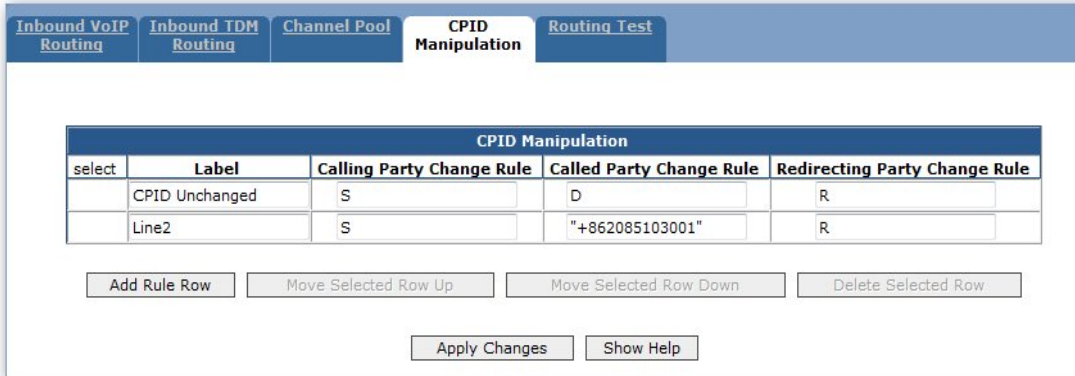 Inbound VoIP Routing
Inbound TDM Routing
Channel Pool
CPID Manipulation
Routing Test
CPID Manipulation
select Label Calling Party Change Rule Called Party Change Rule Redirecting Party Change Rule
CPID Unchanged S D R
Line2 S "+862085103001" R
Add Rule Row Move Selected Row Up Move Selected Row Down Delete Selected Row
Apply Changes Show Help